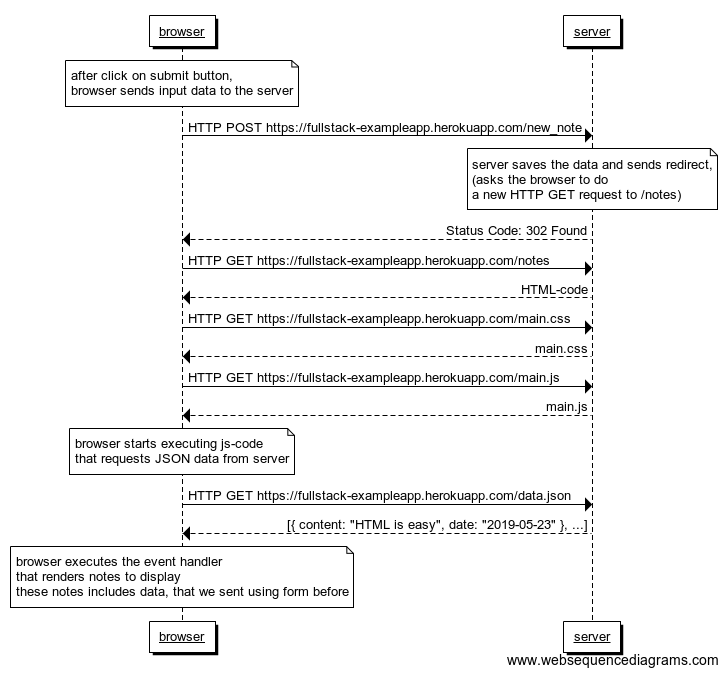 browser
server
after click on submit button,
browser sends input data to the server
HTTP POST https://fullstack-exampleapp.herokuapp.com/new_note
server saves the data and sends redirect,
(asks the browser to do
a new HTTP GET request to /notes)
Status Code: 302 Found
HTTP GET https://fullstack-exampleapp.herokuapp.com/notes
HTML-code
HTTP GET https://fullstack-exampleapp.herokuapp.com/main.css
main.css
HTTP GET https://fullstack-exampleapp.herokuapp.com/main.js
main.js
browser starts executing js-code
that requests JSON data from server
HTTP GET https://fullstack-exampleapp.herokuapp.com/data.json
[{ content: "HTML is easy", date: "2019-05-23" }, ...]
browser executes the event handler
that renders notes to display
these notes includes data, that we sent using form before
browser
server
www.websequencediagrams.com